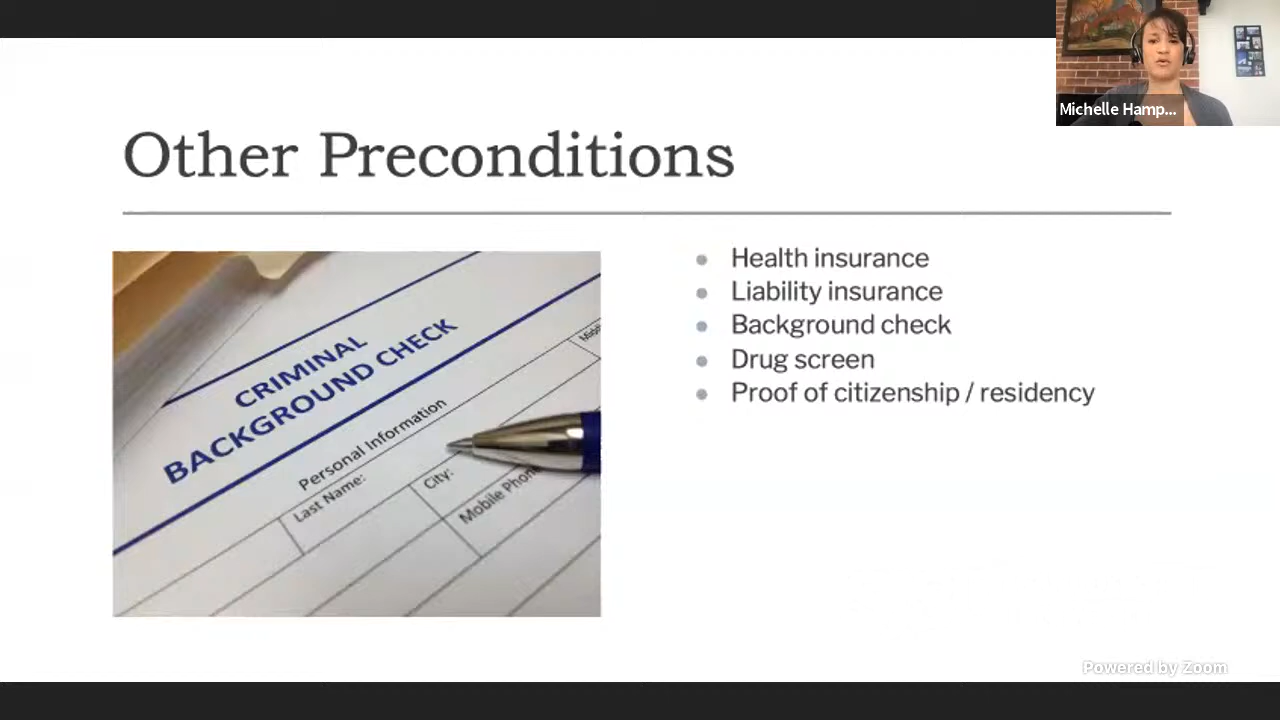 Michelle Hamp...
Other Preconditions
Health insurance
Liability insurance
Background check
Drug screen
Proof of citizenship / residency
CRIMINAL
BACKGROUND CHECK
Personal Information
Last Name:
City:
Mobile Phone
Powered by Zoom